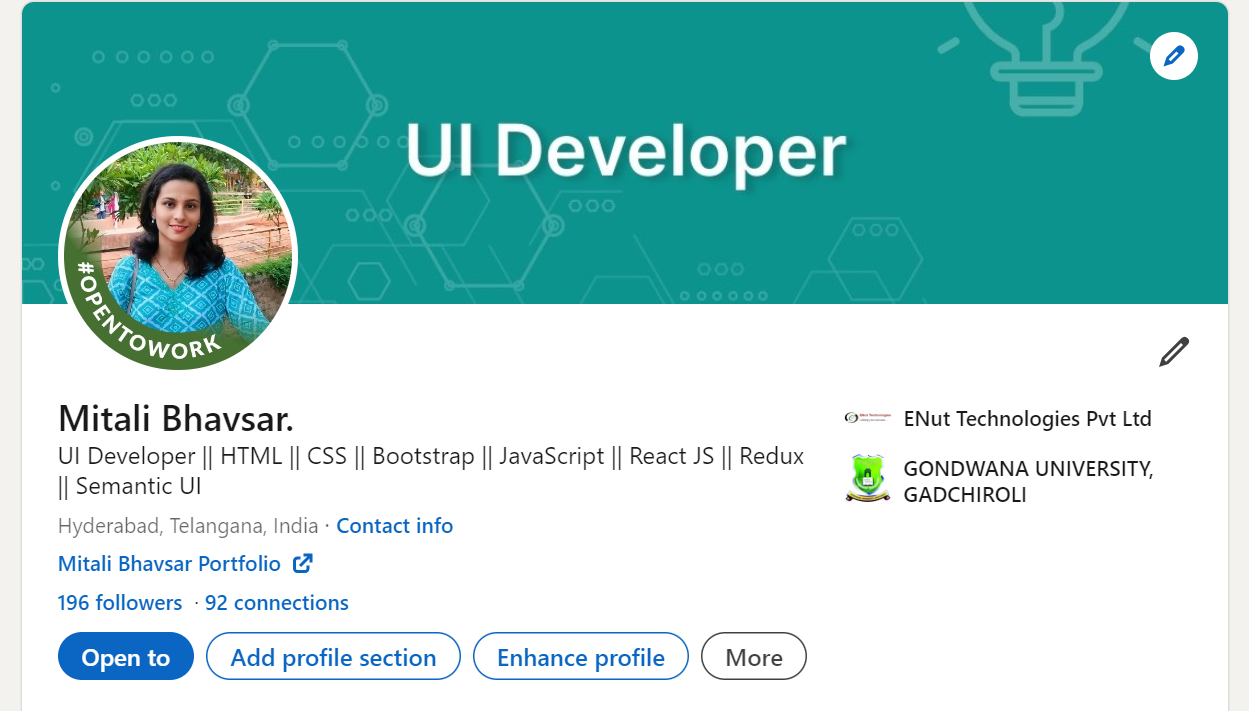 UI Developer
#OPENTOWORK
Mitali Bhavsar.
UI Developer || HTML || CSS || Bootstrap || JavaScript || React JS || Redux
|| Semantic UI
Hyderabad, Telangana, India · Contact info
Mitali Bhavsar Portfolio
196 followers · 92 connections
Open to
Add profile section
Enhance profile
More
ENut Technologies Pvt Ltd
GONDWANA UNIVERSITY,
GADCHIROLI